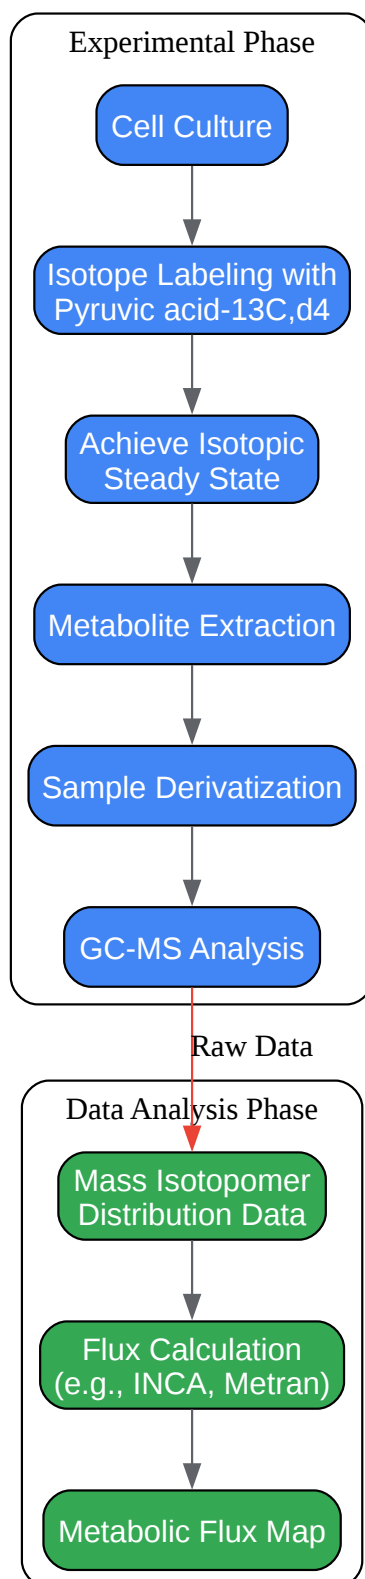 Experimental Phase
Cell Culture
Isotope Labeling with
Pyruvic acid-13C,d4
Achieve Isotopic
Steady State
Metabolite Extraction
Sample Derivatization
GC-MS Analysis
Raw Data
Data Analysis Phase
Mass Isotopomer
Distribution Data
Flux Calculation
(e.g., INCA, Metran)
Metabolic Flux Map